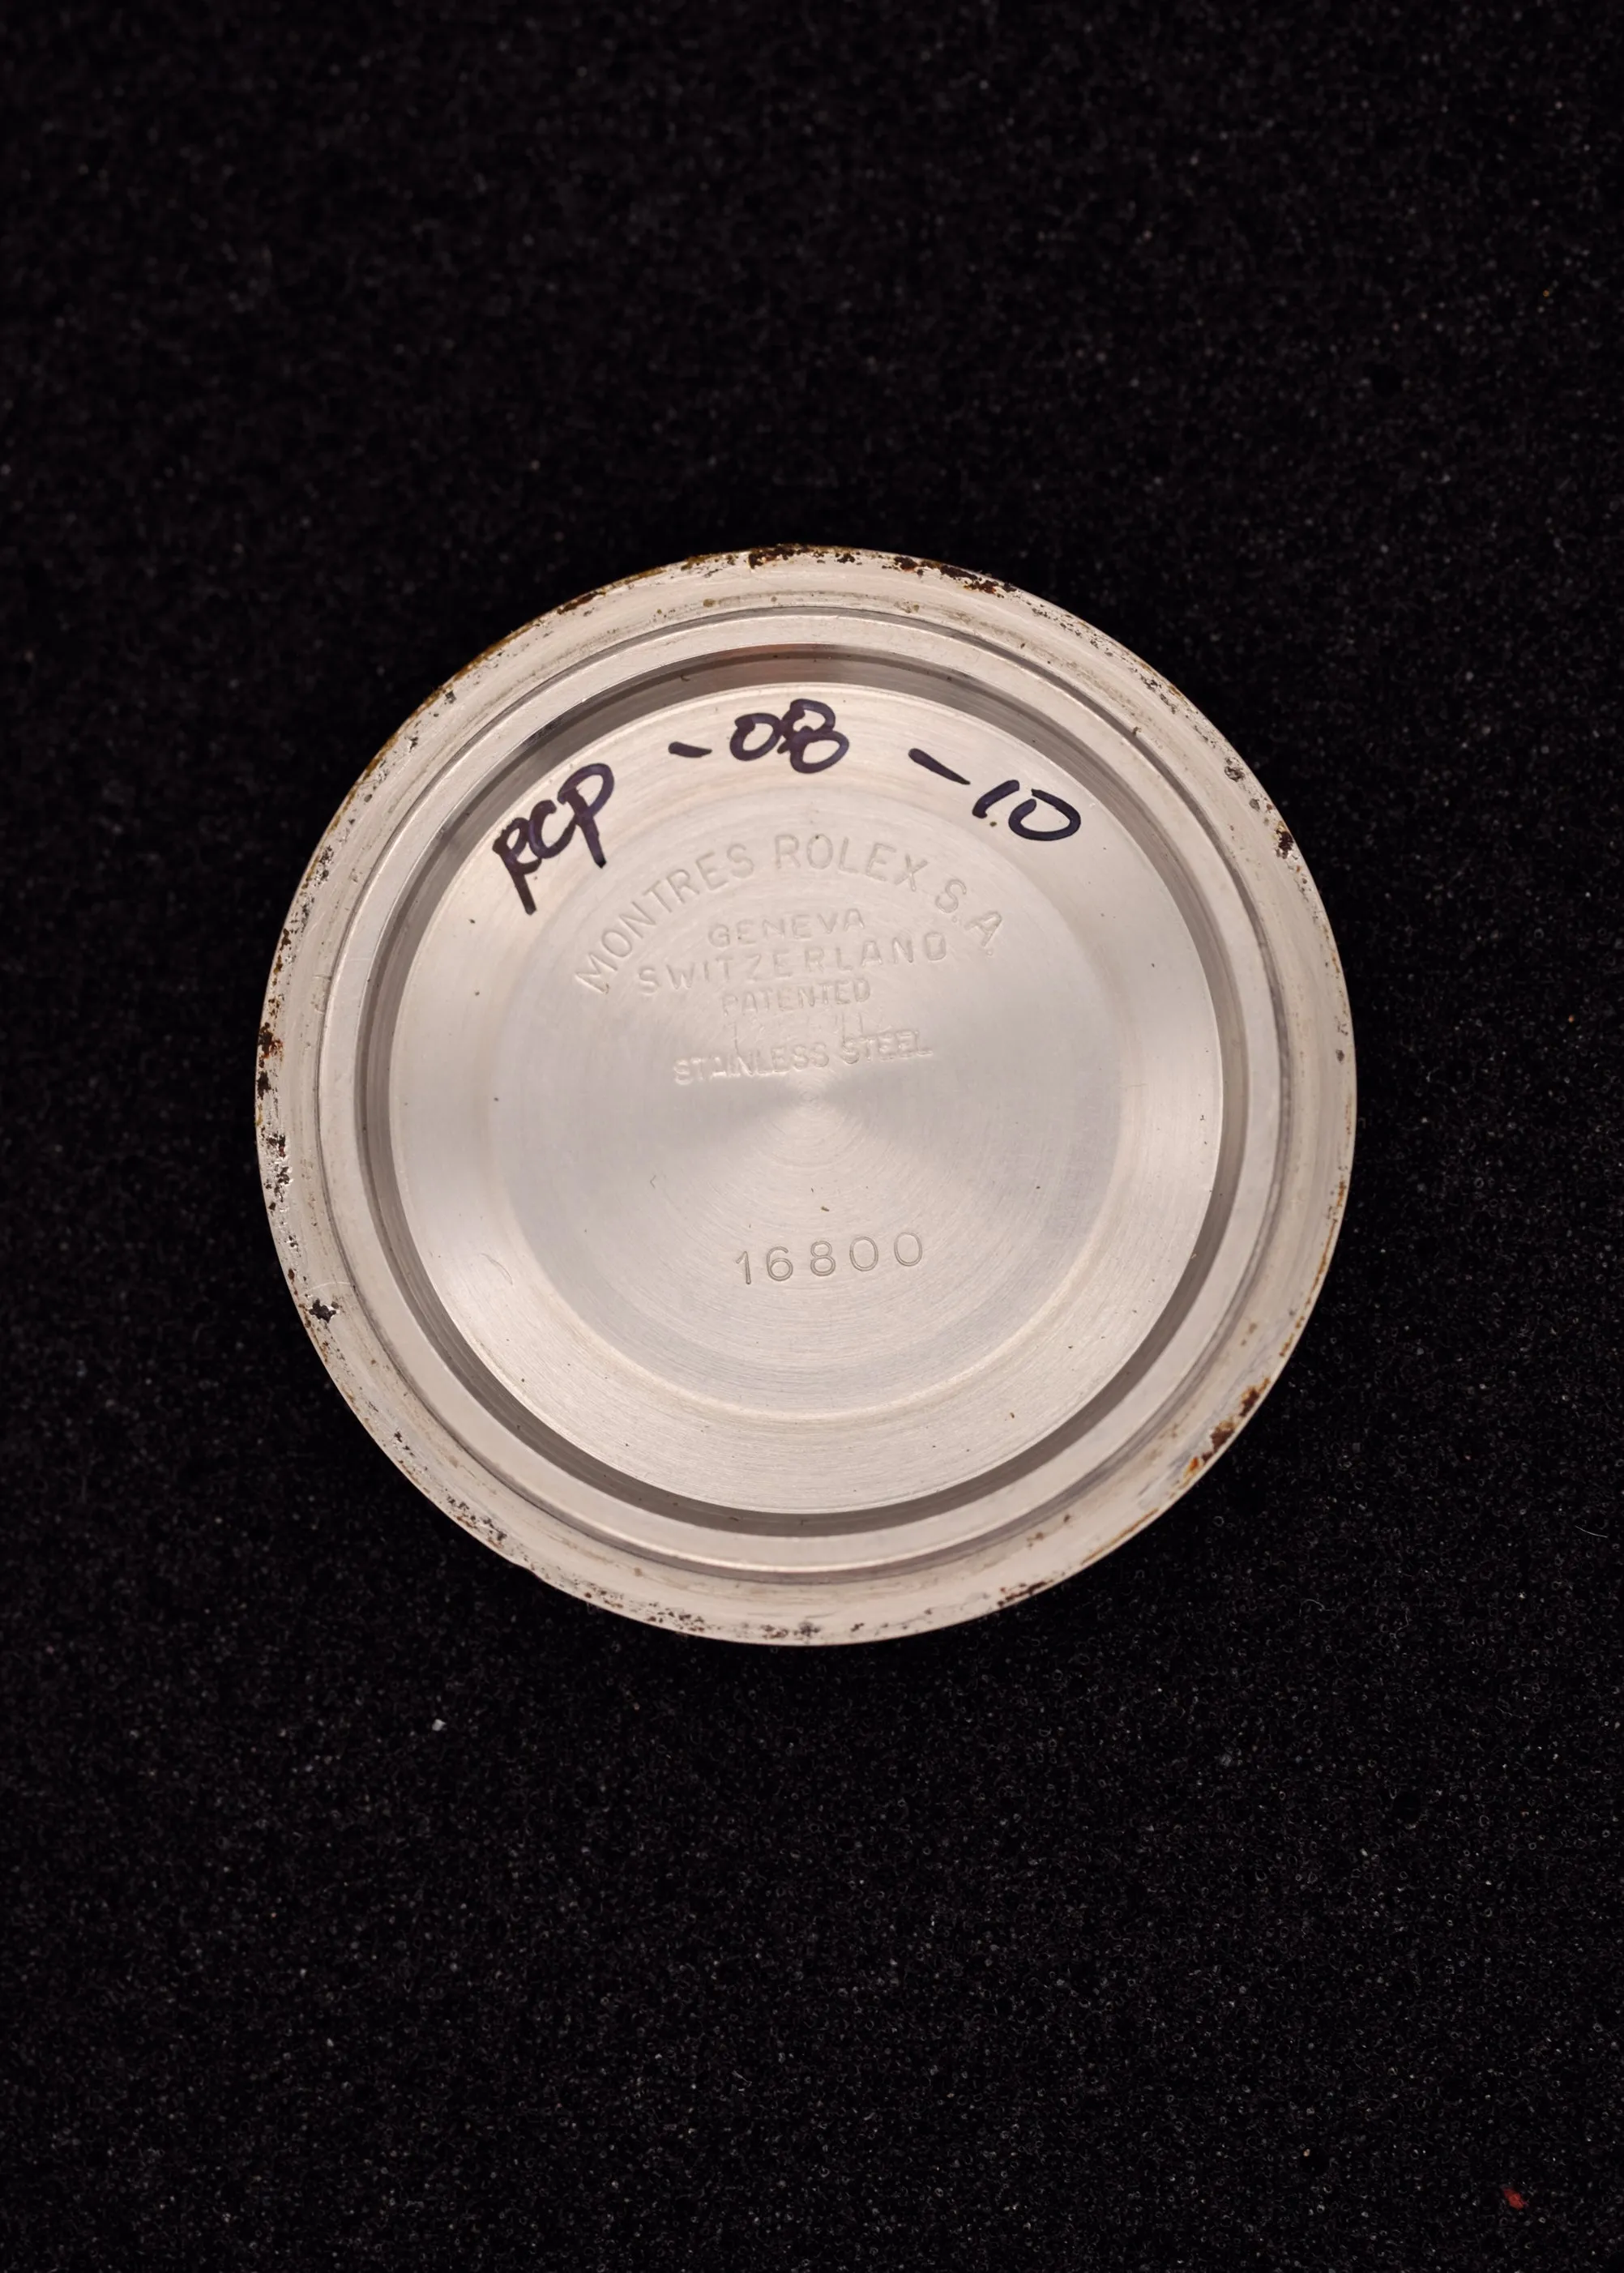 RCP -08 -10
MONTRES ROLEX S.A.
GENEVA
SWITZERLAND
PATENTED
STAINLESS STEEL
16800